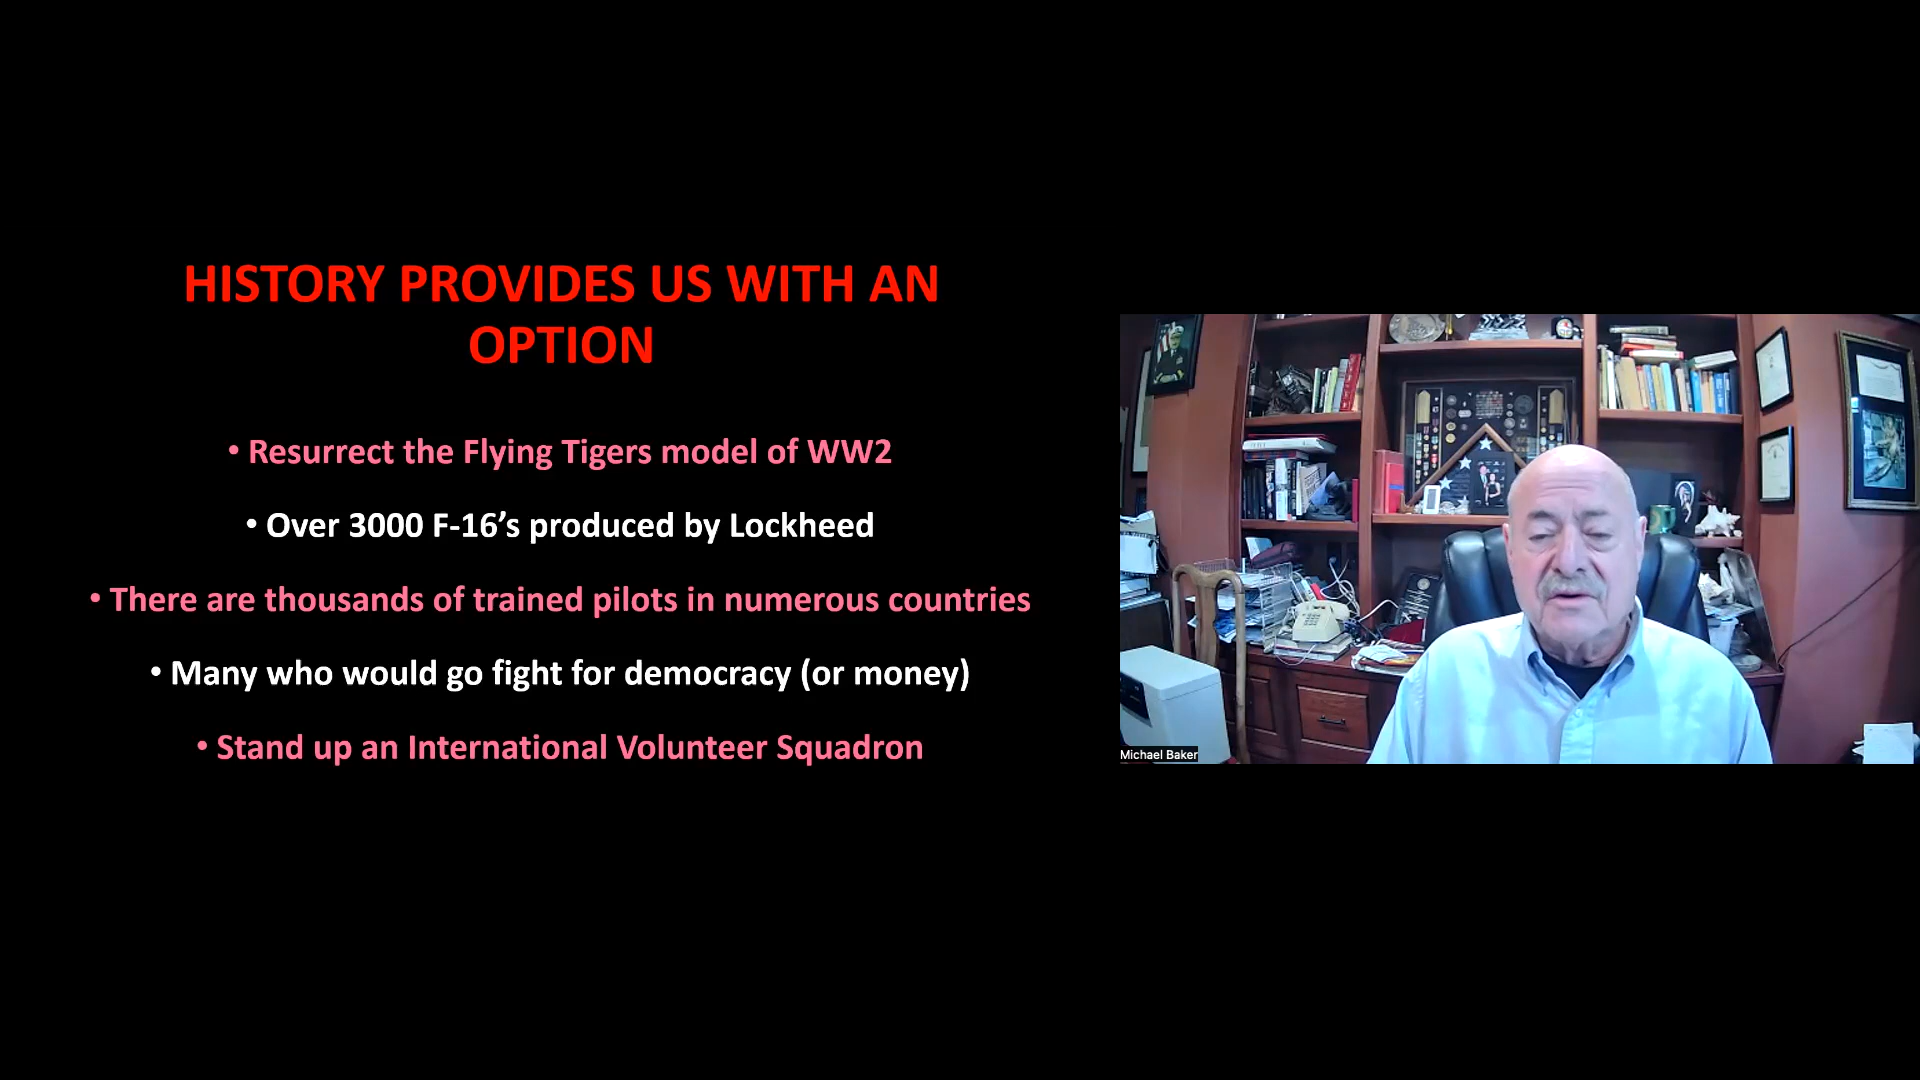 HISTORY PROVIDES US WITH AN
OPTION
• Resurrect the Flying Tigers model of WW2
• Over 3000 F-16’s produced by Lockheed
• There are thousands of trained pilots in numerous countries
• Many who would go fight for democracy (or money)
• Stand up an International Volunteer Squadron
Michael Baker